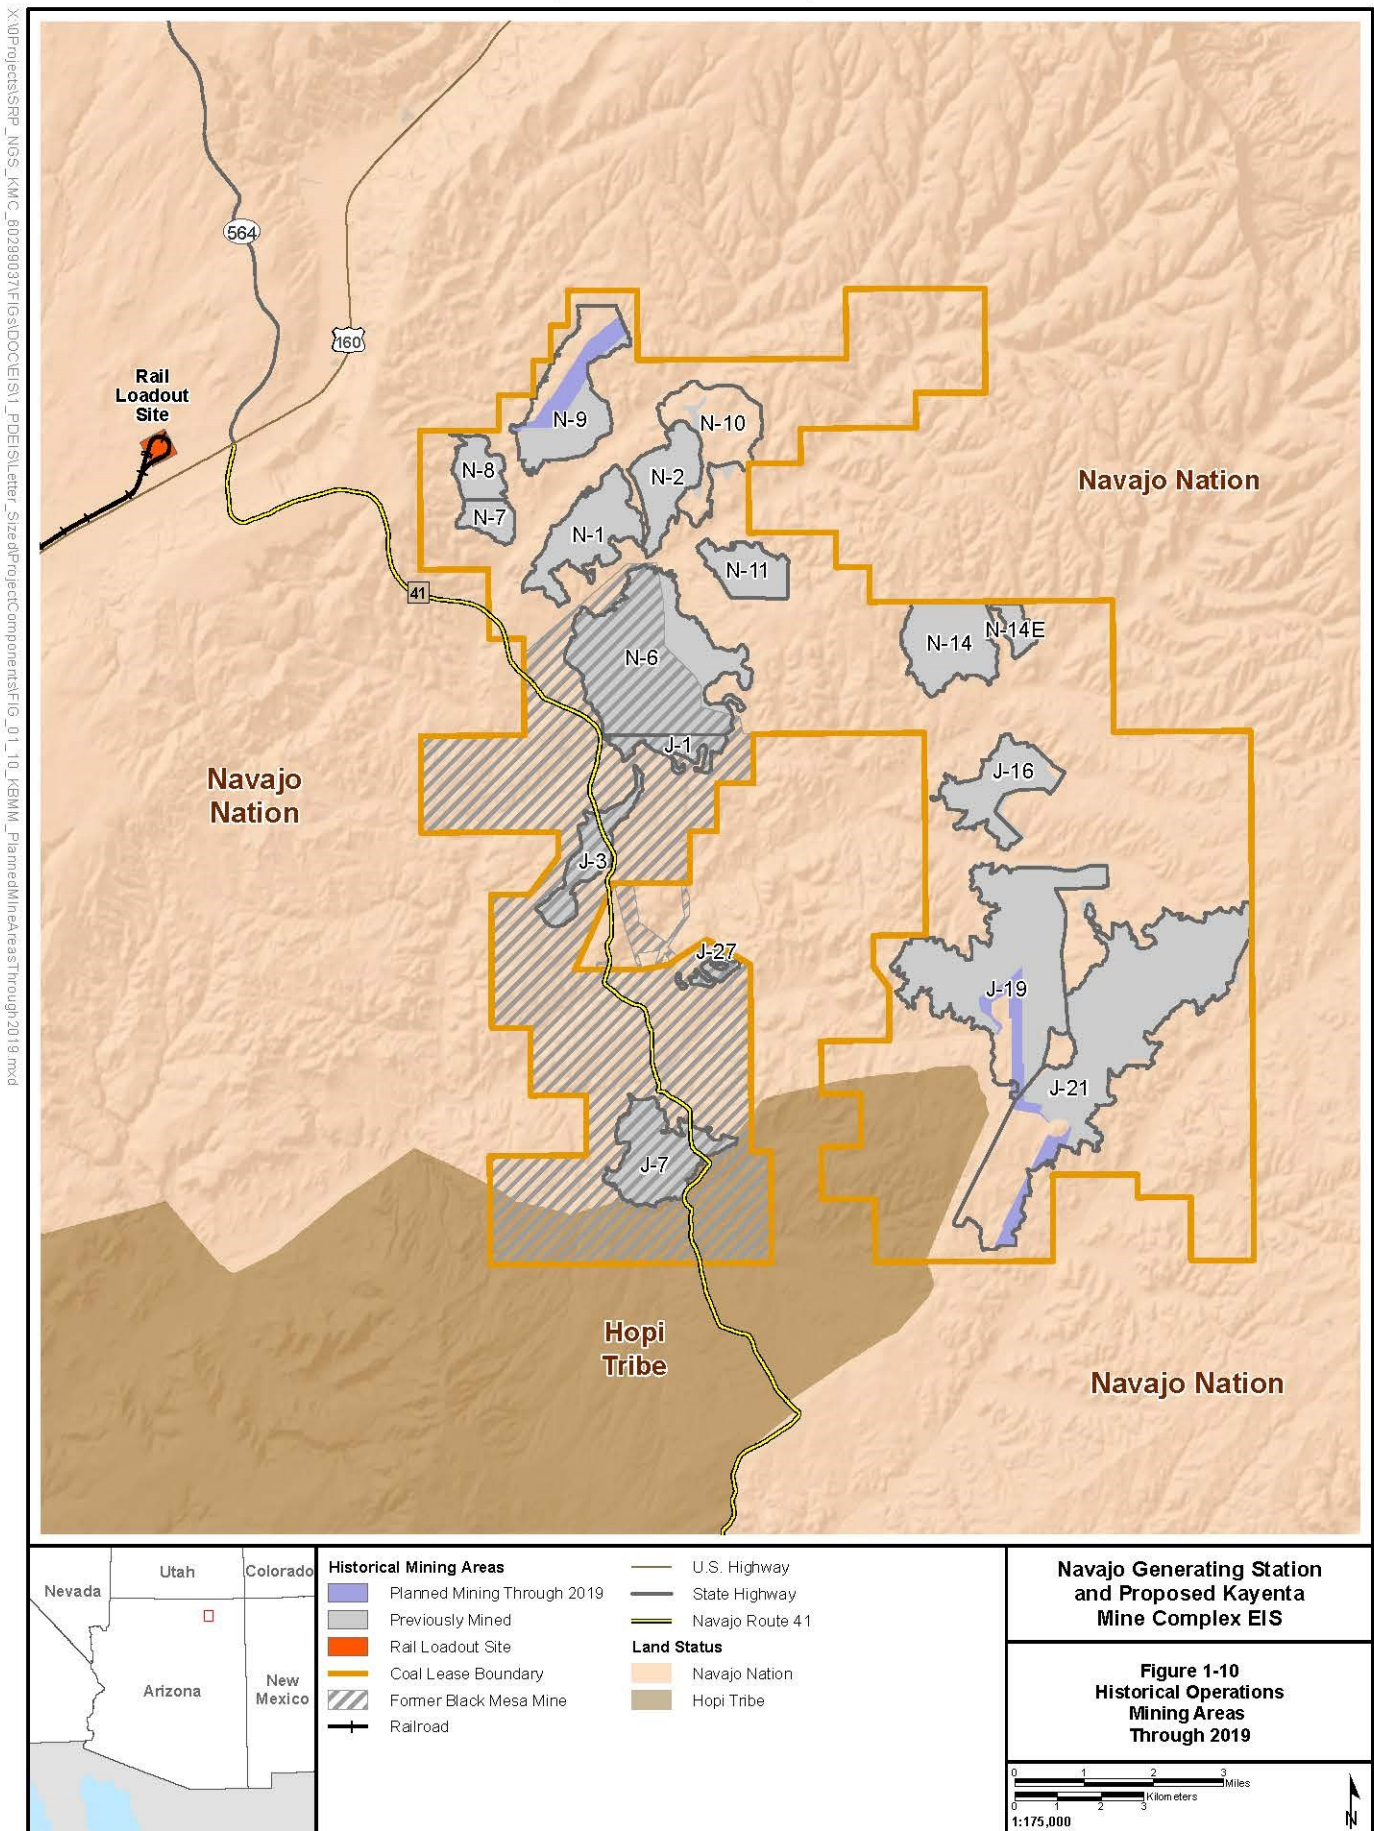 X:\0Projects\SRP_NGS_KMC_60299037\FIGs\DOC\EIS\1_PDEIS\Letter_Sized\ProjectComponents\FIG_01_10_KBMM_PlannedMineAreasThrough2019.mxd
564
160
Rail
Loadout
Site
N-9
N-10
N-8
N-2
N-7
N-1
Navajo Nation
N-11
41
N-14
N-14E
N-6
J-1
Navajo
Nation
J-16
J-3
J-27
J-19
J-21
J-7
Hopi
Tribe
Navajo Nation
Nevada
Utah
Colorado
Arizona
New
Mexico
Historical Mining Areas
Planned Mining Through 2019
Previously Mined
Rail Loadout Site
Coal Lease Boundary
Former Black Mesa Mine
Railroad
U.S. Highway
State Highway
Navajo Route 41
Land Status
Navajo Nation
Hopi Tribe
Navajo Generating Station
and Proposed Kayenta
Mine Complex EIS
Figure 1-10
Historical Operations
Mining Areas
Through 2019
0 1 2 3
Miles
Kilometers
0 1 2 3
1:175,000
N